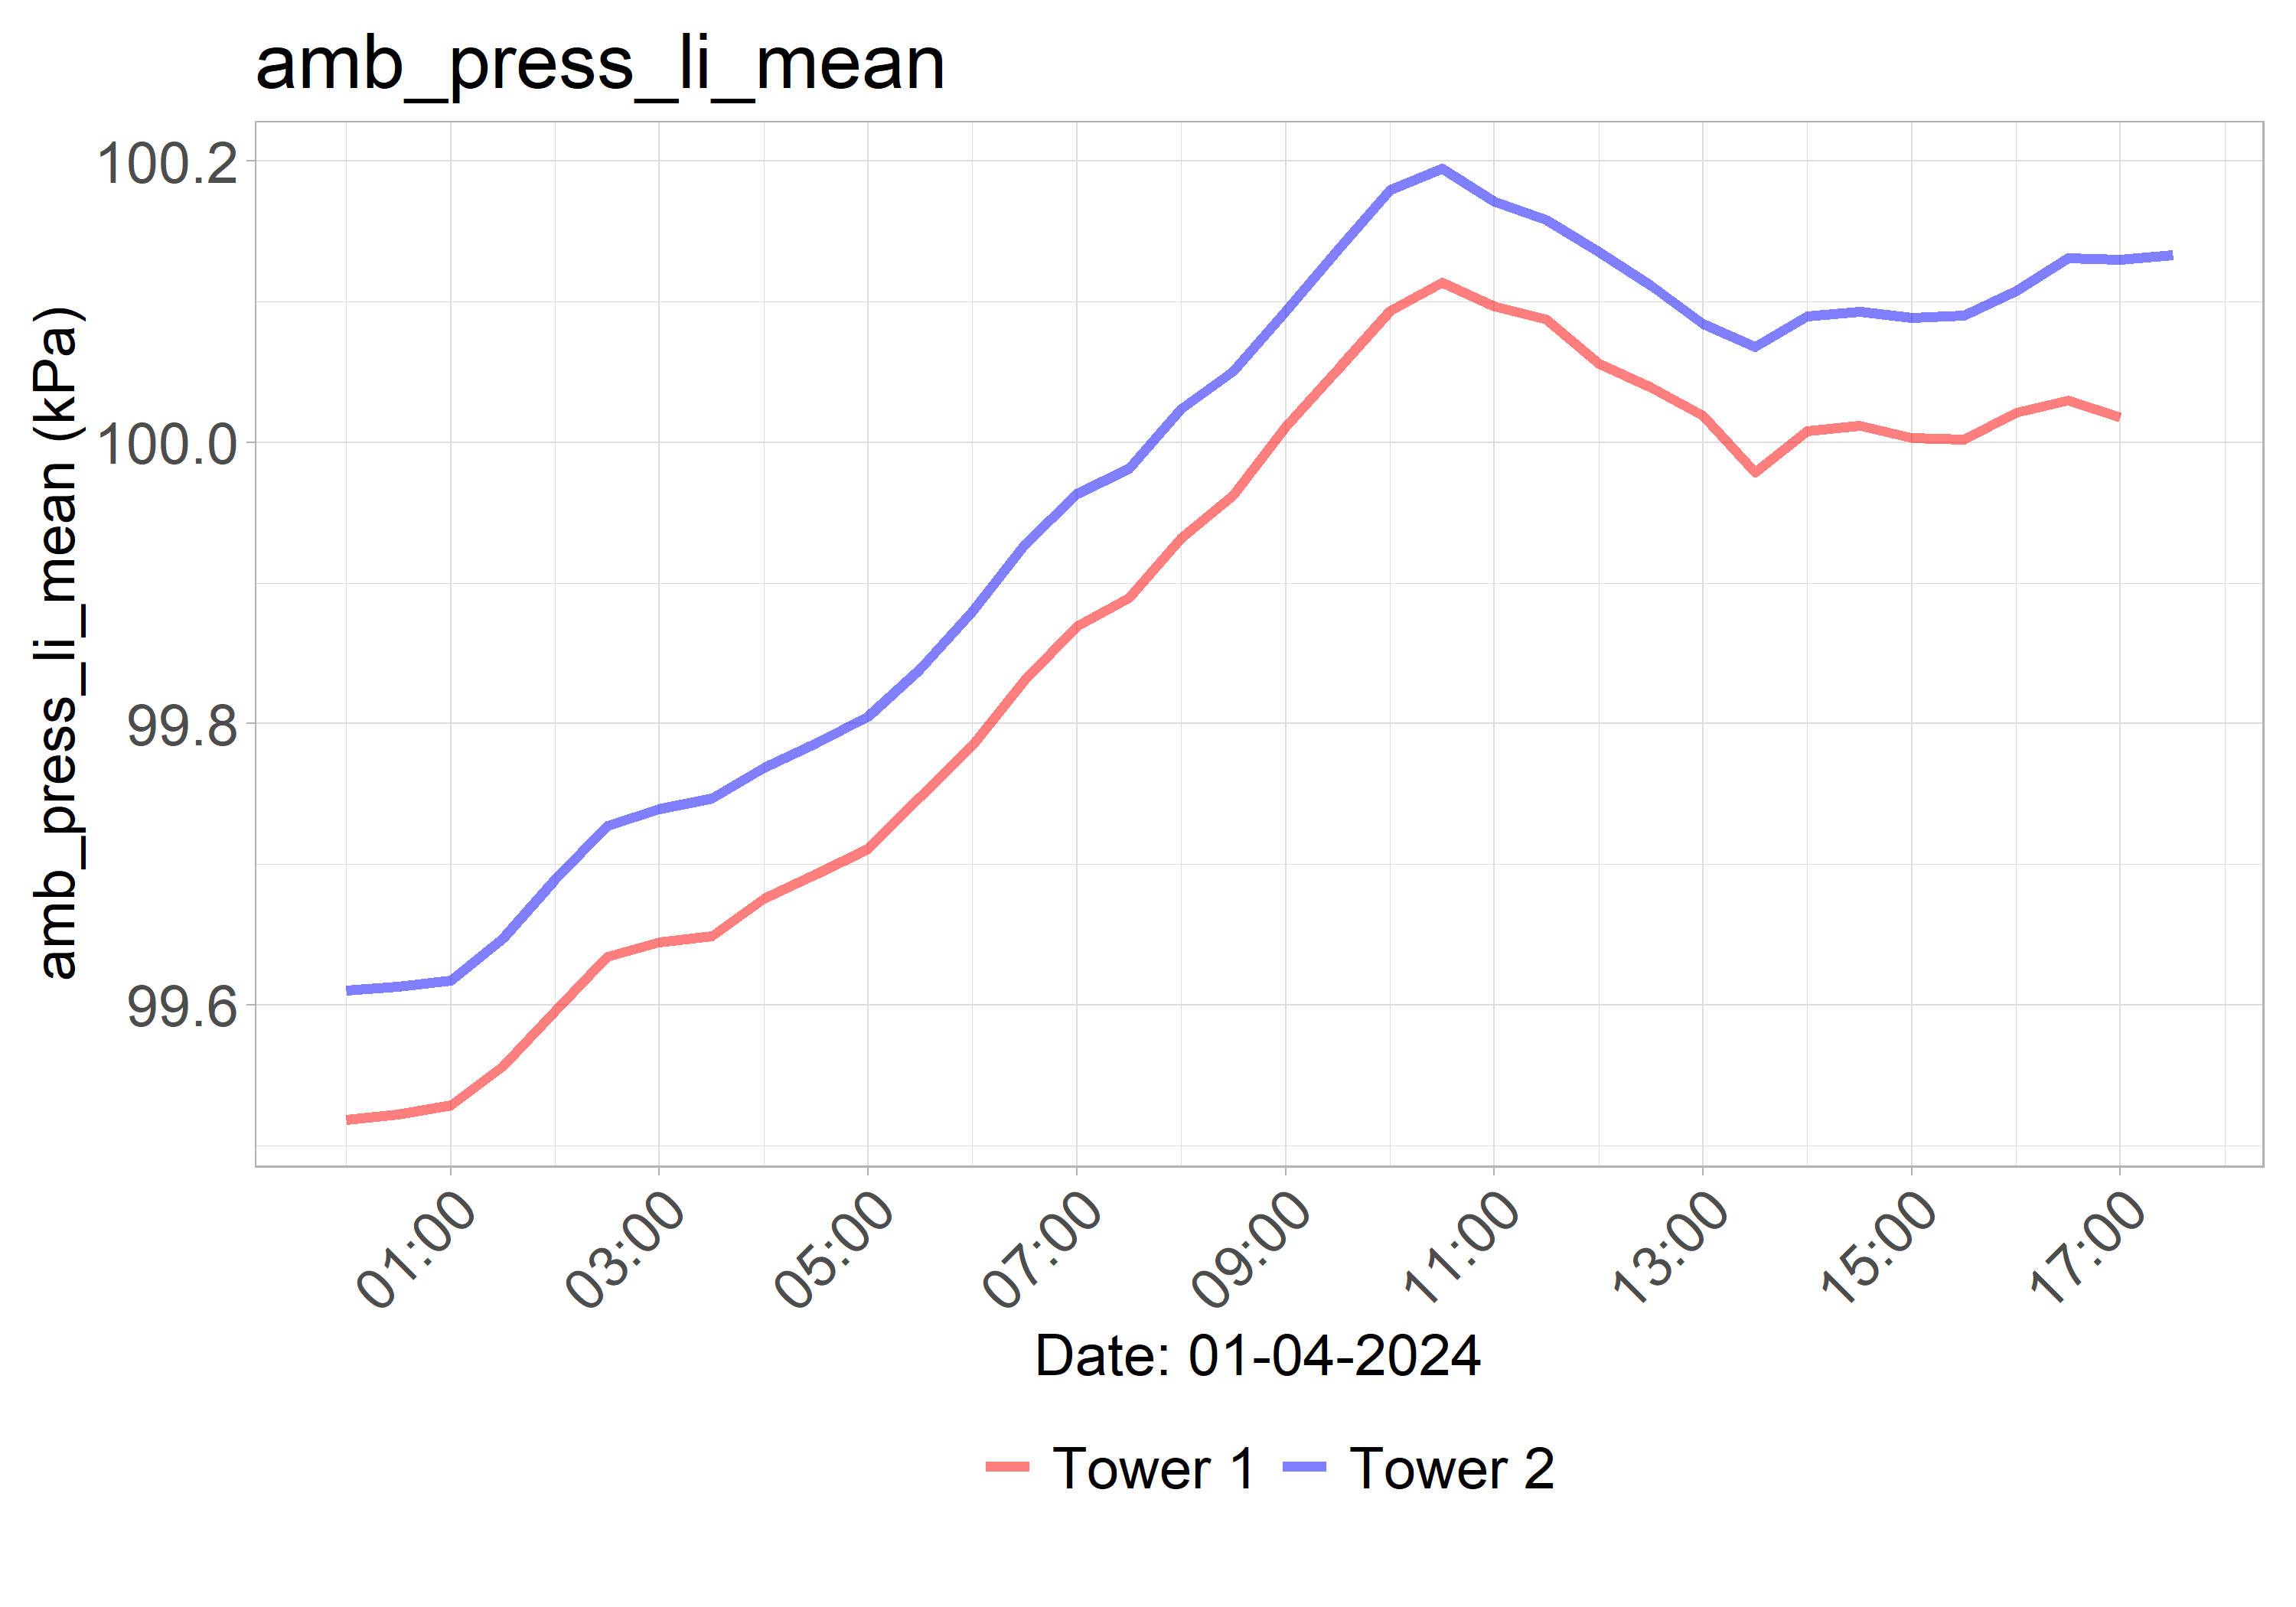 amb_press_li_mean
amb_press_li_mean (kPa)
100.2
100.0
99.8
99.6
01:00 03:00 05:00 07:00 09:00 11:00 13:00 15:00 17:00
Date: 01-04-2024
Tower 1 Tower 2